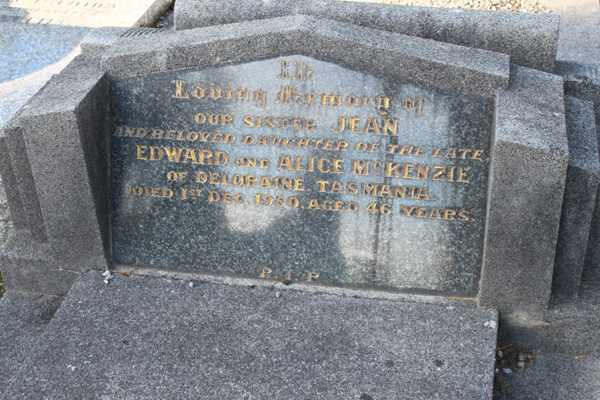 In
Loving Memory of
OUR SISTER JEAN
AND BELOVED DAUGHTER OF THE LATE
EDWARD AND ALICE McKENZIE
OF DELORAINE, TASMANIA
DIED 1ST DEC. 1950 AGED 46 YEARS
R.I.P